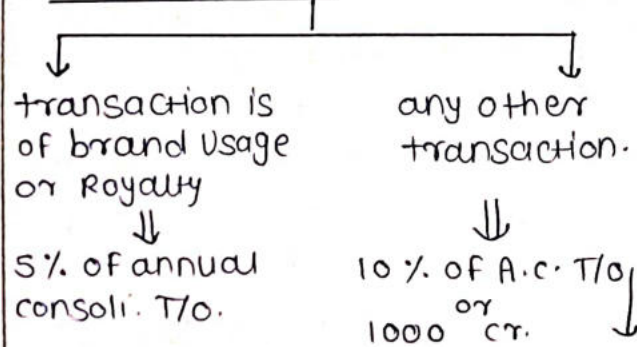 transaction is
of brand usage
or Royalty
⇓
5% of annual
consoli. T/o.
any other
transaction.
⇓
10% of A.c. T/o
or
1000 cr. ↓